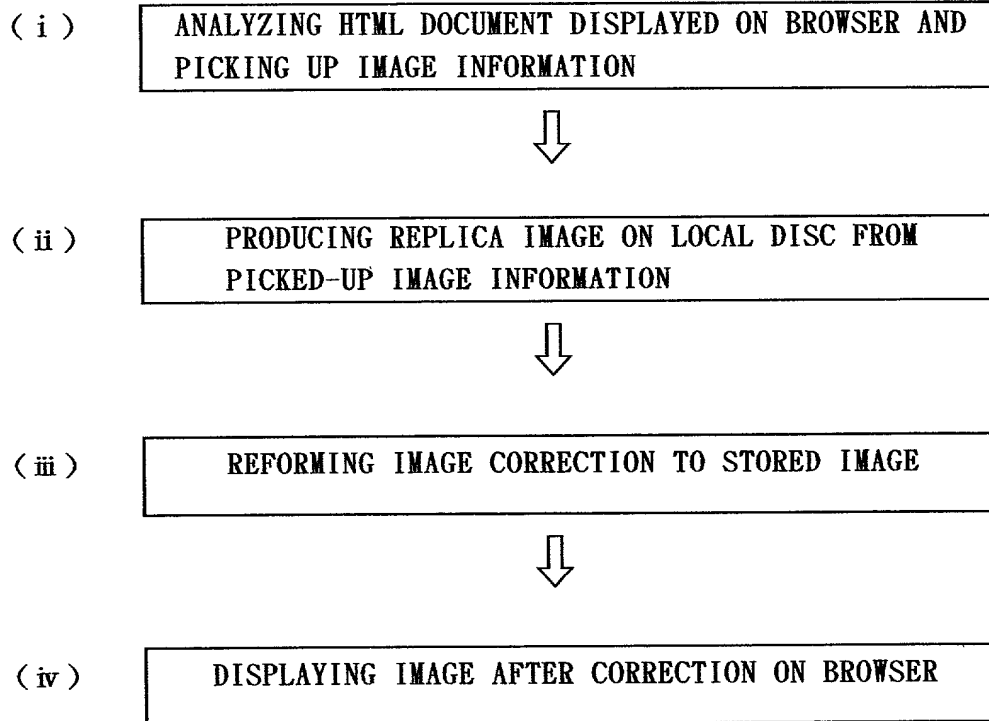 (i) ANALYZING HTML DOCUMENT DISPLAYED ON BROWSER AND
PICKING UP IMAGE INFORMATION
(ii) PRODUCING REPLICA IMAGE ON LOCAL DISC FROM
PICKED-UP IMAGE INFORMATION
(iii) REFORMING IMAGE CORRECTION TO STORED IMAGE
(iv) DISPLAYING IMAGE AFTER CORRECTION ON BROWSER